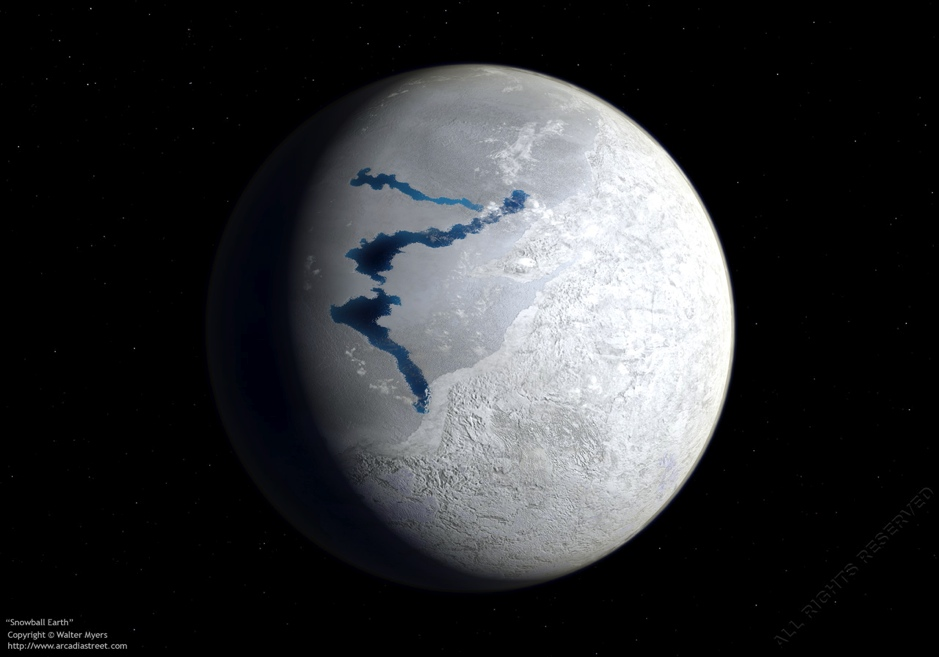 "Snowball Earth"
Copyright © Walter Myers
http://www.arcadiastreet.com
ALL RIGHTS RESERVED